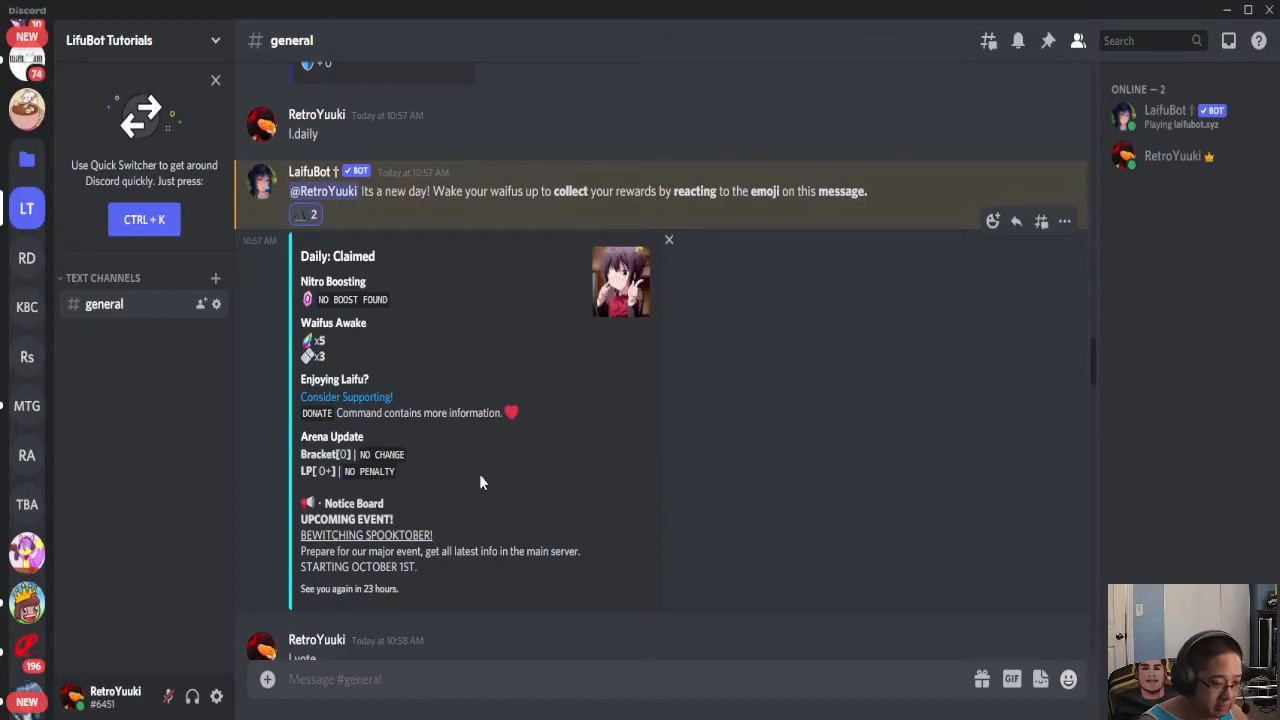 Discord
10
NEW
LifuBot Tutorials
# general
Search
74
Use Quick Switcher to get around
Discord quickly. Just press:
CTRL + K
TEXT CHANNELS
# general
LT
RD
KBC
Rs
MTG
RA
TBA
196
NEW
RetroYuuki
#6451
+0
RetroYuuki Today at 10:57 AM
l.daily
LaifuBot † BOT Today at 10:57 AM
@RetroYuuki Its a new day! Wake your waifus up to collect your rewards by reacting to the emoji on this message.
2
10:57 AM
Daily: Claimed
Nitro Boosting
NO BOOST FOUND
Waifus Awake
x5
x3
Enjoying Laifu?
Consider Supporting!
DONATE Command contains more information.
Arena Update
Bracket[0]| NO CHANGE
LP[ 0+]| NO PENALTY
· Notice Board
UPCOMING EVENT!
BEWITCHING SPOOKTOBER!
Prepare for our major event, get all latest info in the main server.
STARTING OCTOBER 1ST.
See you again in 23 hours.
RetroYuuki Today at 10:58 AM
l.vote
Message #general
GIF
ONLINE — 2
LaifuBot † BOT
Playing laifubot.xyz
RetroYuuki